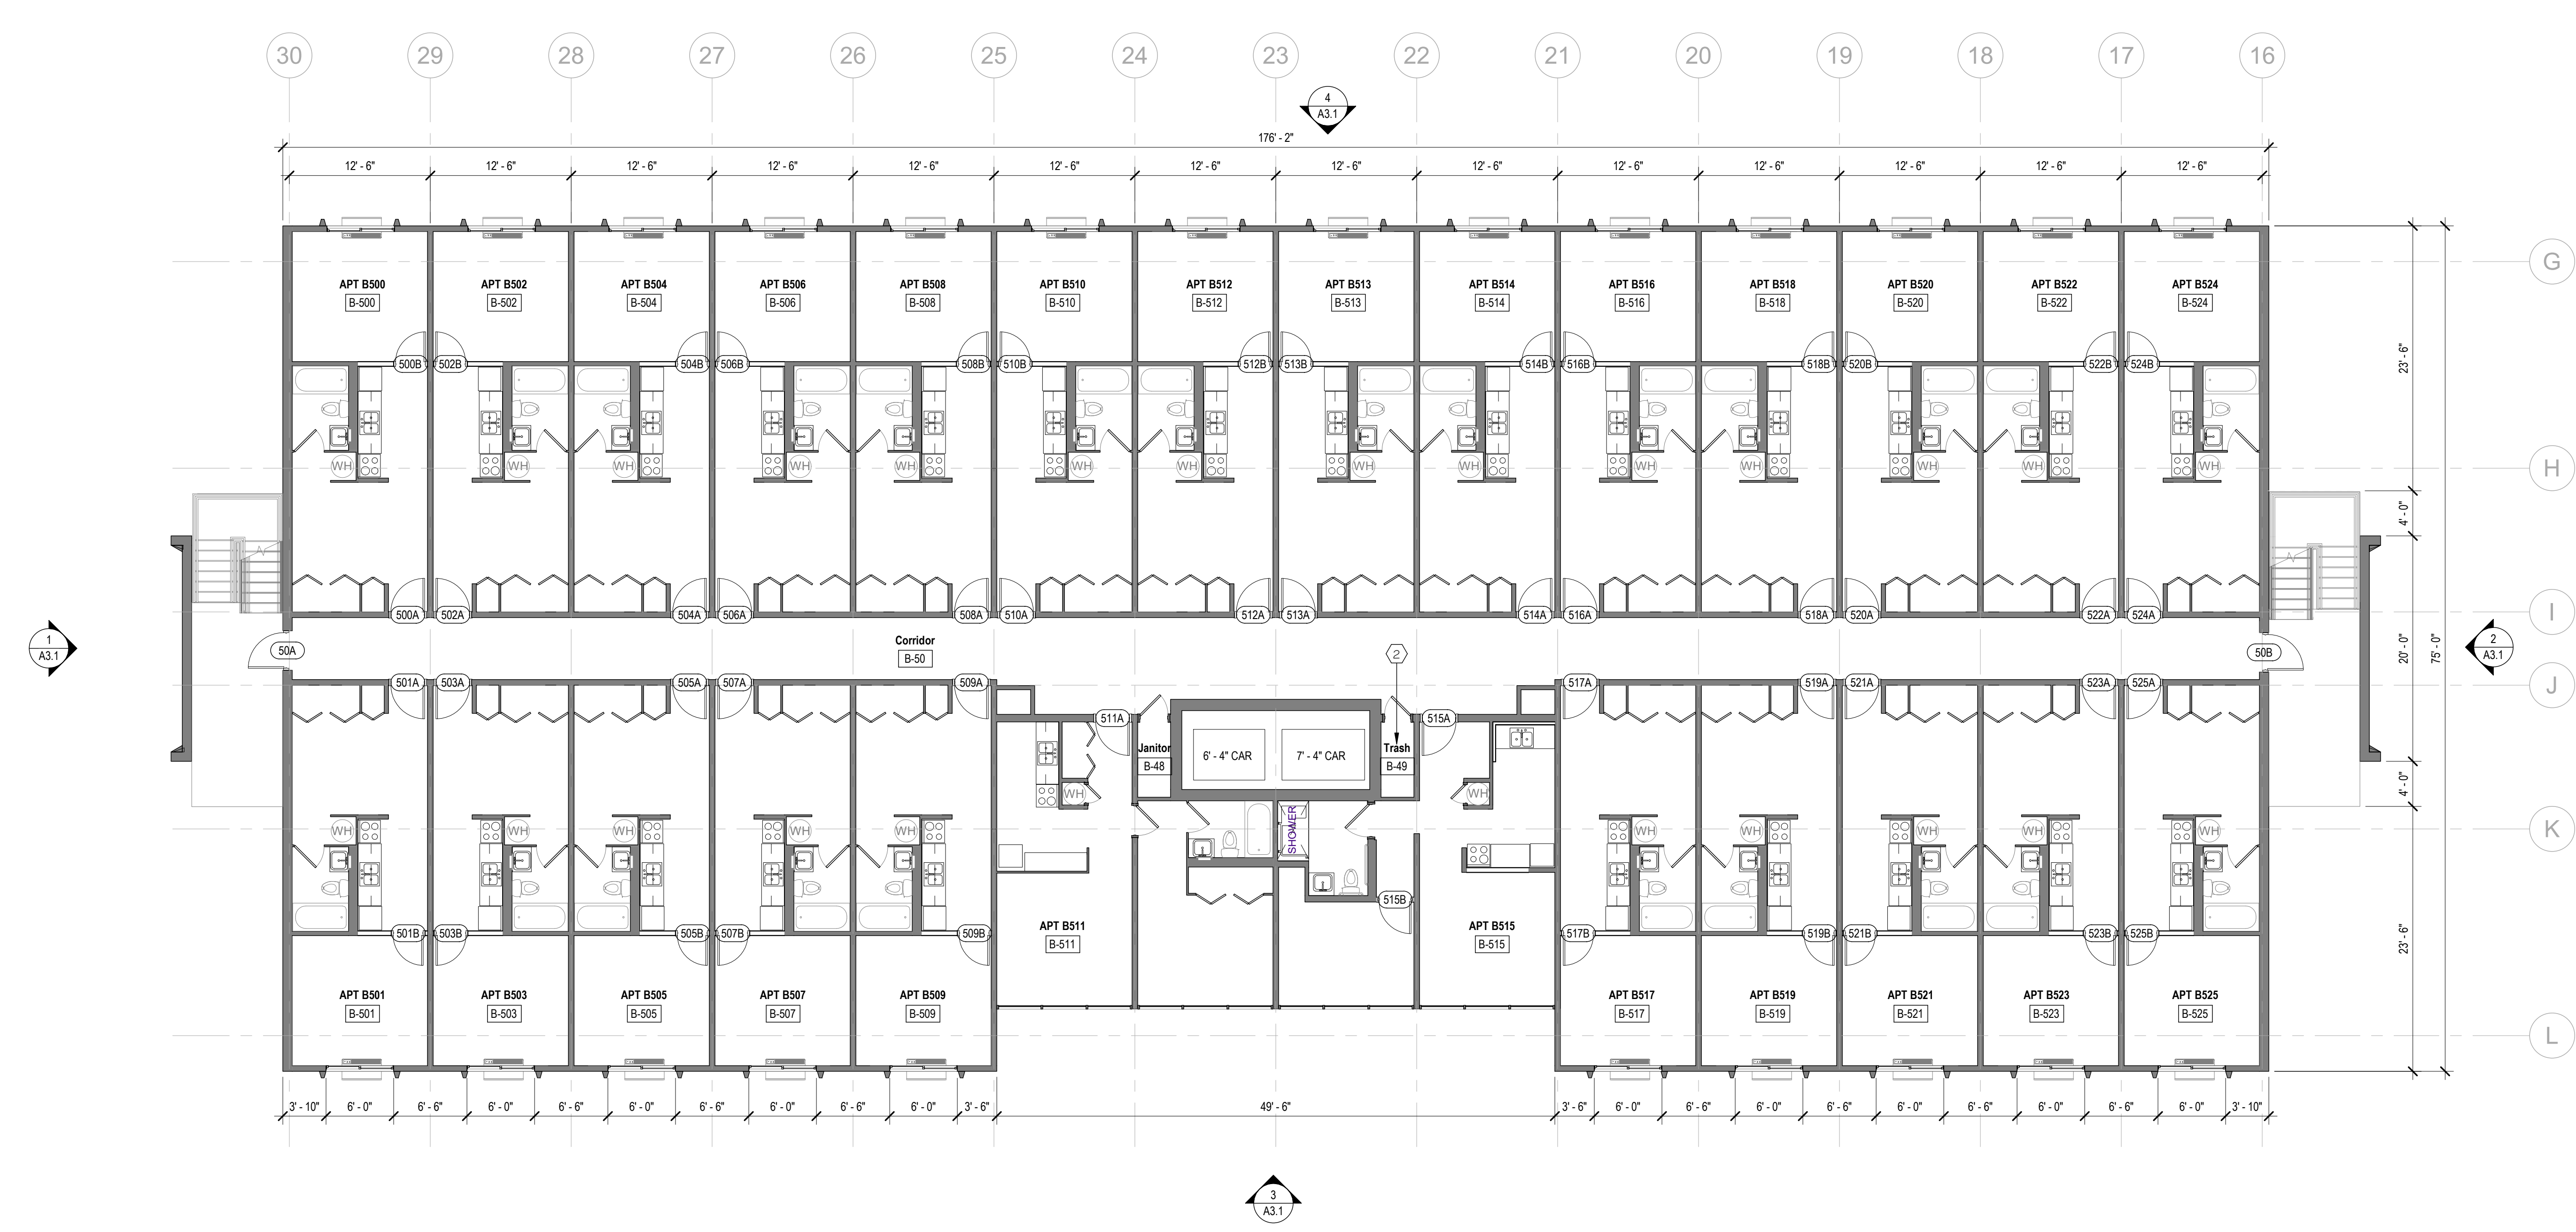 30 29 28 27 26 25 24 23 22 21 20 19 18 17 16
4
A3.1
176' - 2"
12' - 6" 12' - 6" 12' - 6" 12' - 6" 12' - 6" 12' - 6" 12' - 6" 12' - 6" 12' - 6" 12' - 6" 12' - 6" 12' - 6" 12' - 6" 12' - 6"
G
APT B500 APT B502 APT B504 APT B506 APT B508 APT B510 APT B512 APT B513 APT B514 APT B516 APT B518 APT B520 APT B522 APT B524
B-500 B-502 B-504 B-506 B-508 B-510 B-512 B-513 B-514 B-516 B-518 B-520 B-522 B-524
23' - 6"
500B 502B 504B 506B 508B 510B 512B 513B 514B 516B 518B 520B 522B 524B
WH WH WH WH WH WH WH WH WH WH WH WH WH WH
H
4' - 0"
500A 502A 504A 506A 508A 510A 512A 513A 514A 516A 518A 520A 522A 524A
I
1
A3.1
50A
Corridor
B-50
2
50B
20' - 0"
75' - 0"
2
A3.1
501A 503A 505A 507A 509A 517A 519A 521A 523A 525A
J
511A 515A
Janitor
B-48
6' - 4" CAR
7' - 4" CAR
Trash
B-49
WH WH
4' - 0"
SHOWER
WH WH WH WH WH WH WH WH WH WH
K
515B
APT B511
B-511
APT B515
B-515
501B 503B 505B 507B 509B 517B 519B 521B 523B 525B
23' - 6"
APT B501 APT B503 APT B505 APT B507 APT B509 APT B517 APT B519 APT B521 APT B523 APT B525
B-501 B-503 B-505 B-507 B-509 B-517 B-519 B-521 B-523 B-525
L
3' - 10" 6' - 0" 6' - 6" 6' - 0" 6' - 6" 6' - 0" 6' - 6" 6' - 0" 6' - 6" 6' - 0" 3' - 6" 49' - 6" 3' - 6" 6' - 0" 6' - 6" 6' - 0" 6' - 6" 6' - 0" 6' - 6" 6' - 0" 6' - 6" 6' - 0" 3' - 10"
3
A3.1